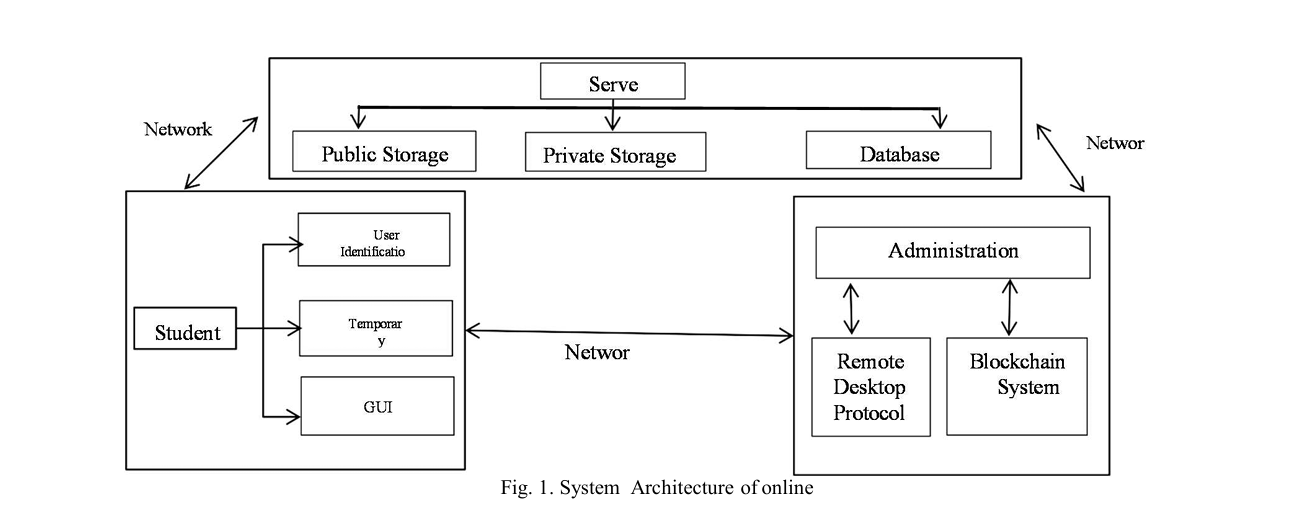 Serve
Public Storage
Private Storage
Database
Network
Networ
User
Identificatio
Student
Temporar
y
GUI
Networ
Administration
Remote
Desktop
Protocol
Blockchain
System
Fig. 1. System Architecture of online